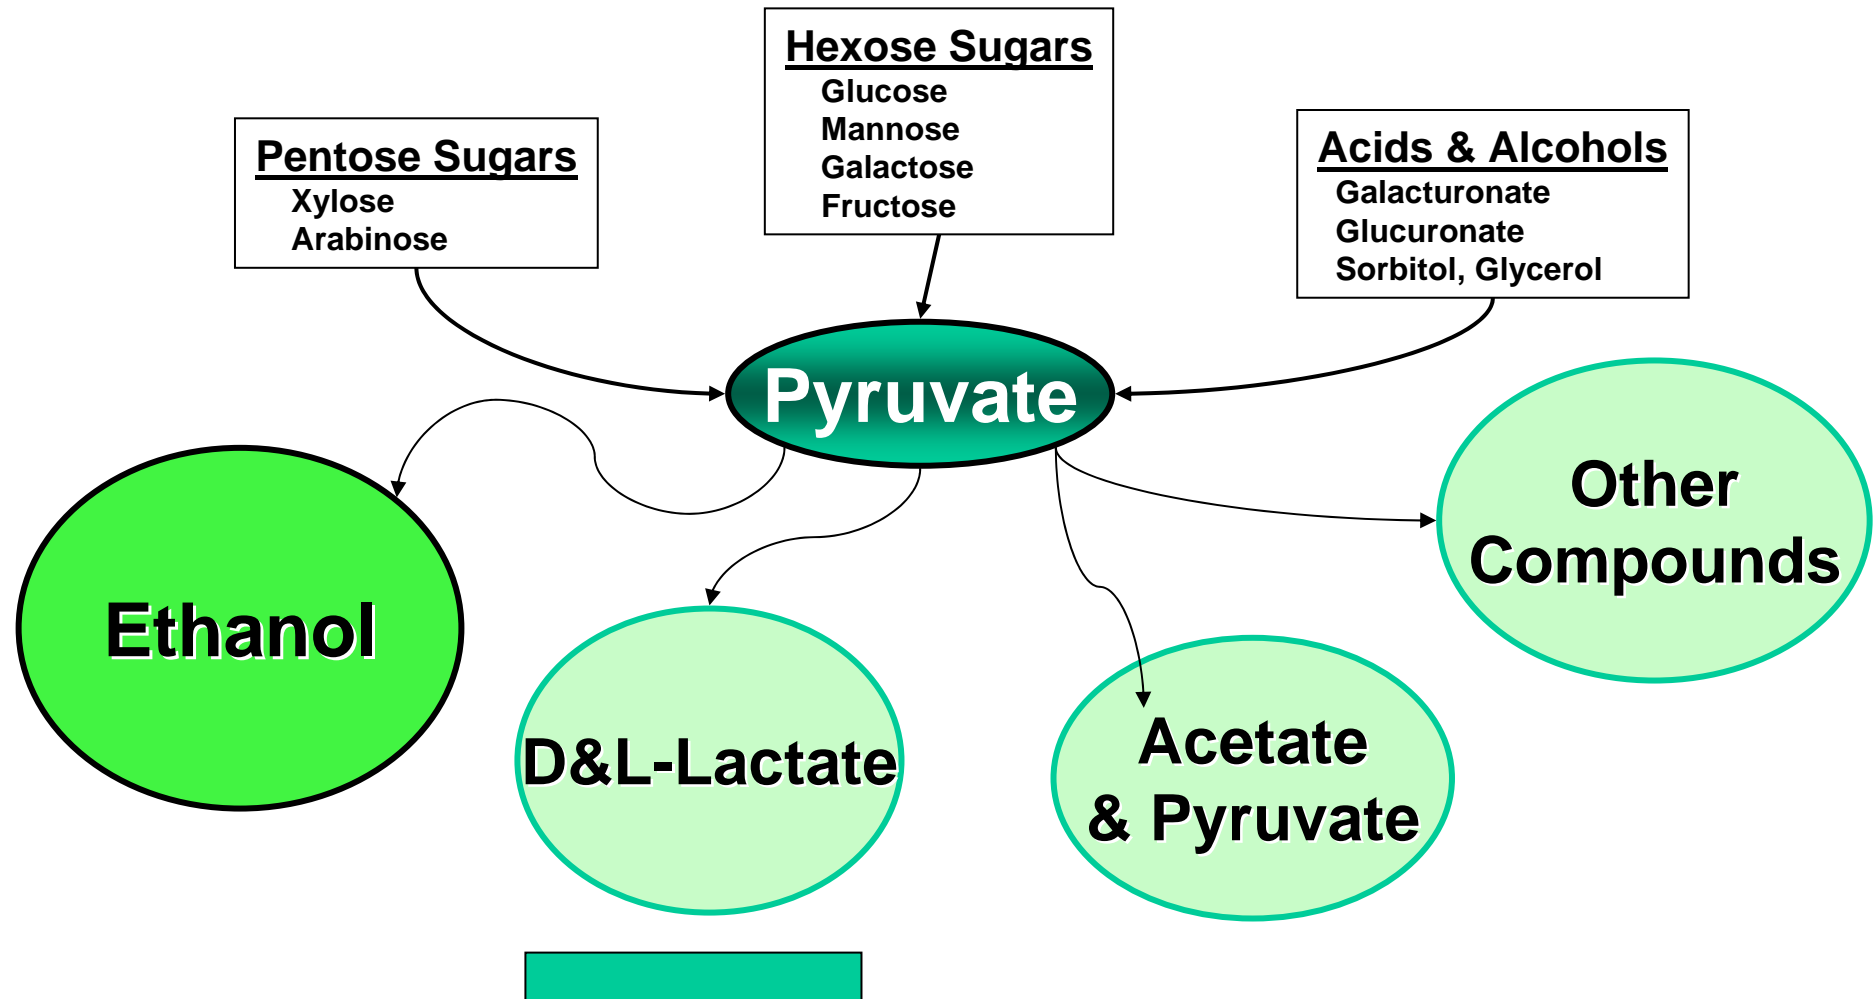 Hexose Sugars
Glucose
Mannose
Galactose
Fructose
Pentose Sugars
Xylose
Arabinose
Acids & Alcohols
Galacturonate
Glucuronate
Sorbitol, Glycerol
Pyruvate
Ethanol
D&L-Lactate
Acetate
& Pyruvate
Other
Compounds